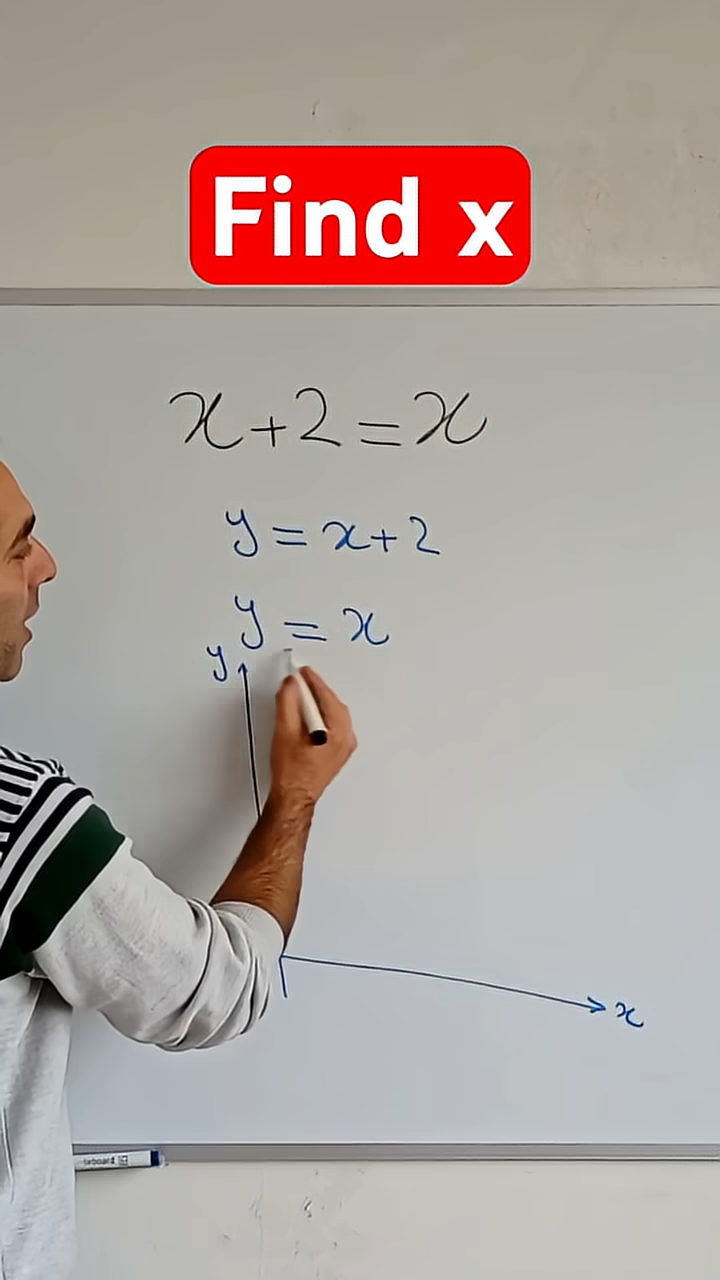 Find x
x+2=x
y=x+2
y=x
y
x